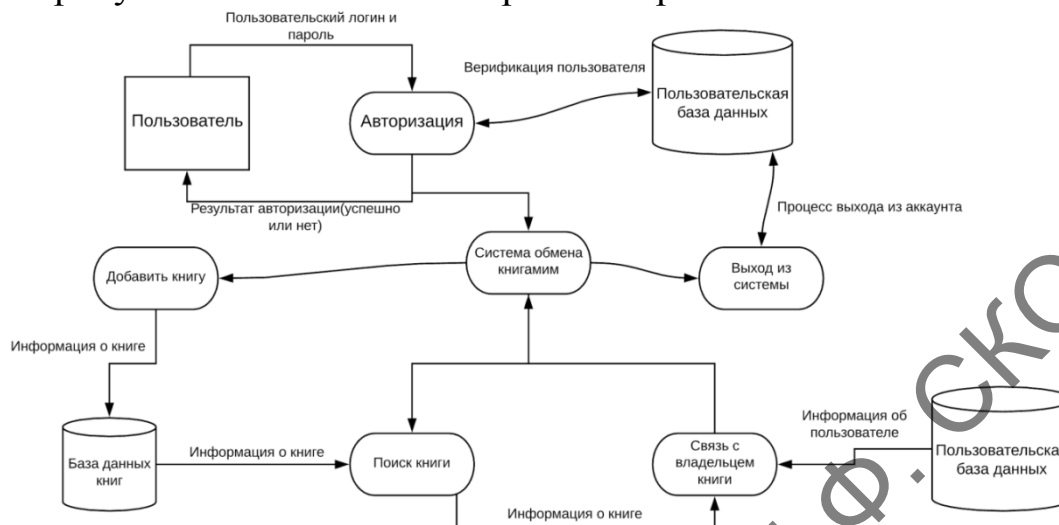 Пользовательский логин и
пароль
Верификация пользователя
Пользовательская
база данных
Пользователь
Авторизация
Результат авторизации(успешно
или нет)
Процесс выхода из аккаунта
Система обмена
книгамим
Добавить книгу
Выход из
системы
Информация о книге
Информация об
пользователе
База данных
книг
Информация о книге
Поиск книги
Связь с
владельцем
книги
Пользовательска
база данных
Информация о книге
Ф. СКО